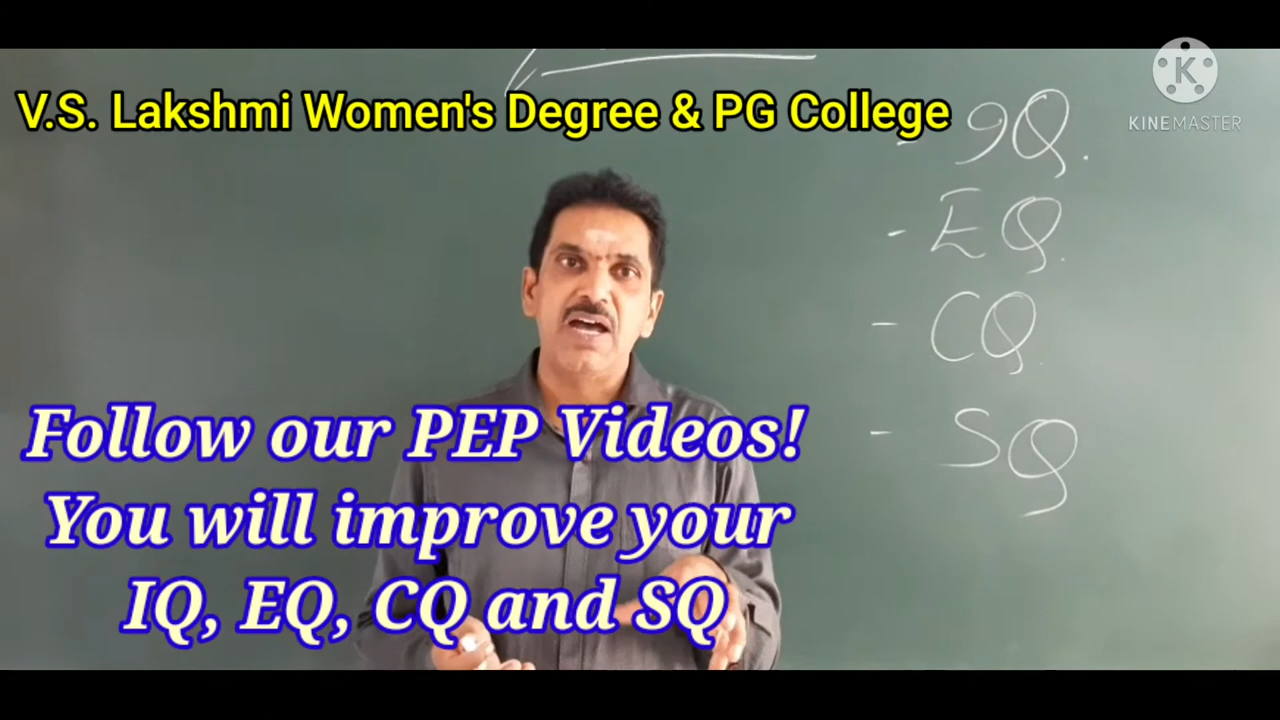 V.S. Lakshmi Women's Degree & PG College
KINEMASTER
- IQ.
- EQ.
- CQ.
- SQ
Follow our PEP Videos!
You will improve your
IQ, EQ, CQ and SQ